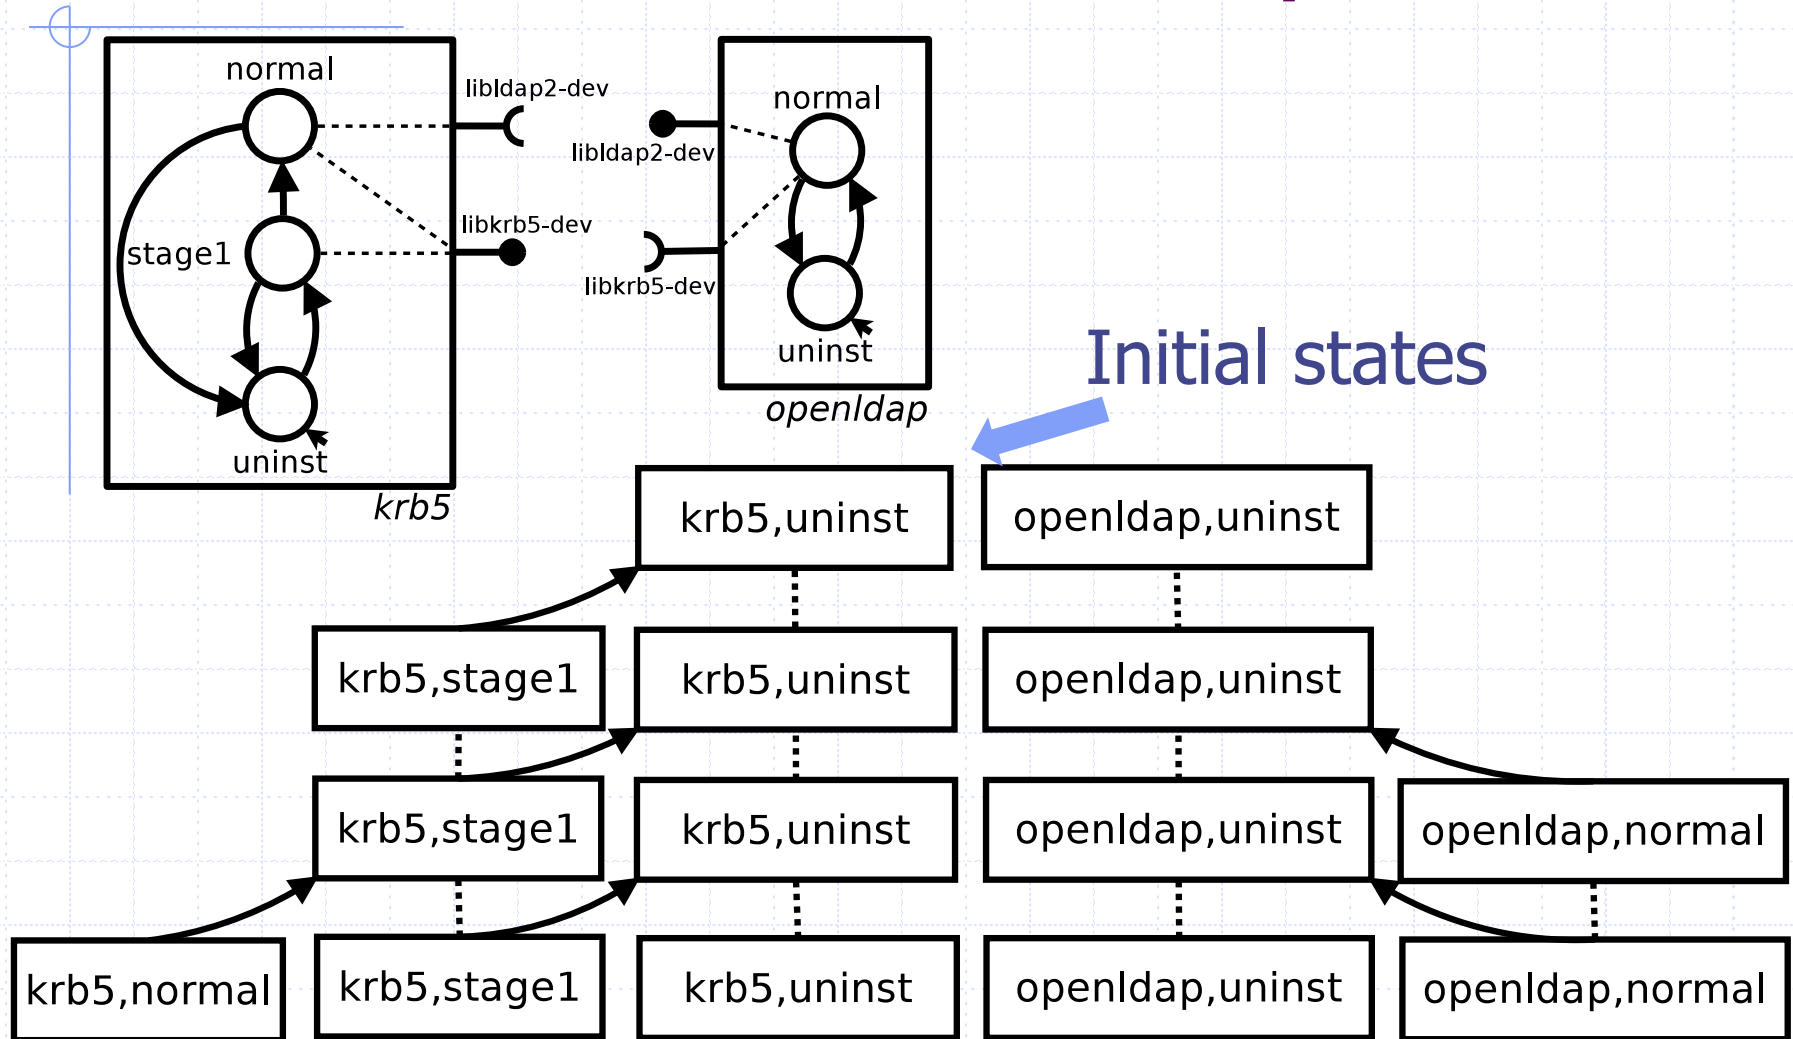 normal
libldap2-dev
normal
libldap2-dev
libkrb5-dev
stage1
libkrb5-dev
uninst
Initial states
openldap
uninst
krb5
krb5,uninst
openldap,uninst
krb5,stage1
krb5,uninst
openldap,uninst
krb5,stage1
krb5,uninst
openldap,uninst
openldap,normal
krb5,normal
krb5,stage1
krb5,uninst
openldap,uninst
openldap,normal